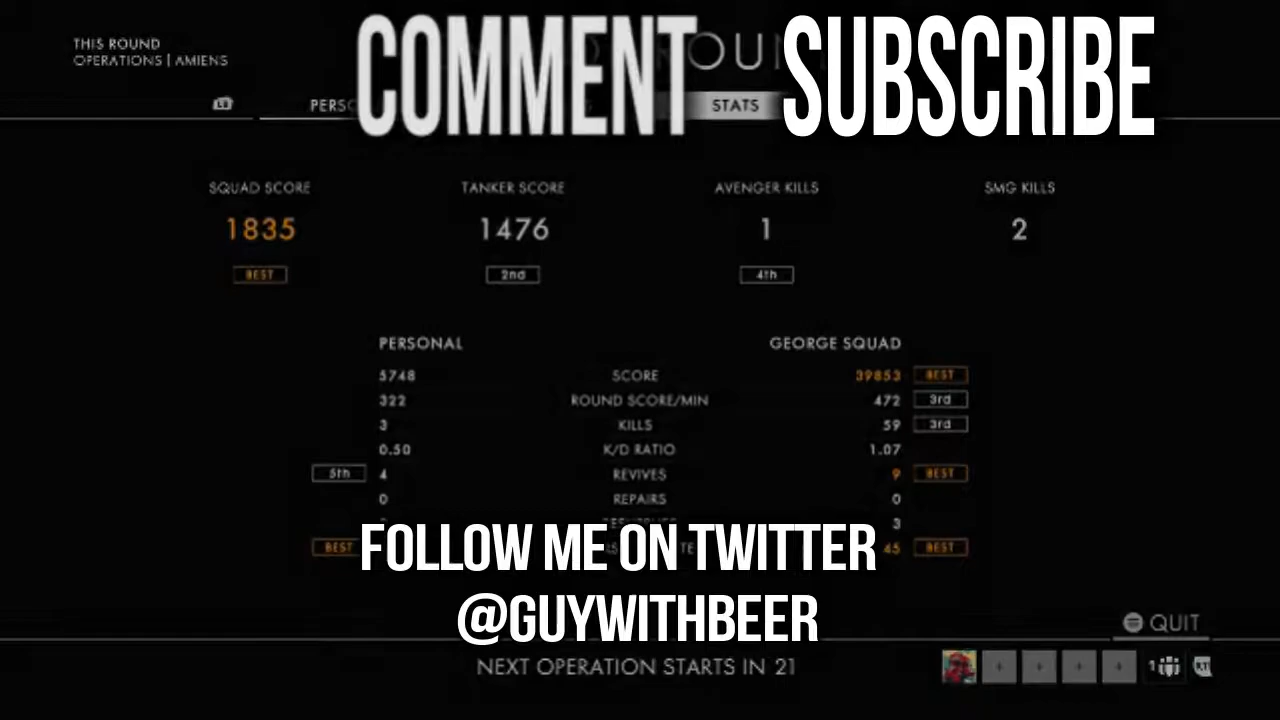 COMMENT SUBSCRIBE
THIS ROUND
OPERATIONS | AMIENS
STATS
SQUAD SCORE TANKER SCORE AVENGER KILLS SMG KILLS
1835 1476 1 2
BEST 2nd 4th
PERSONAL GEORGE SQUAD
5748 SCORE 39853 BEST
322 ROUND SCORE/MIN 472 3rd
3 KILLS 59 3rd
0.50 K/D RATIO 1.07
5th 4 REVIVES 9 BEST
0 REPAIRS 0
3
BEST 45 BEST
FOLLOW ME ON TWITTER
@GUYWITHBEER
QUIT
NEXT OPERATION STARTS IN 21